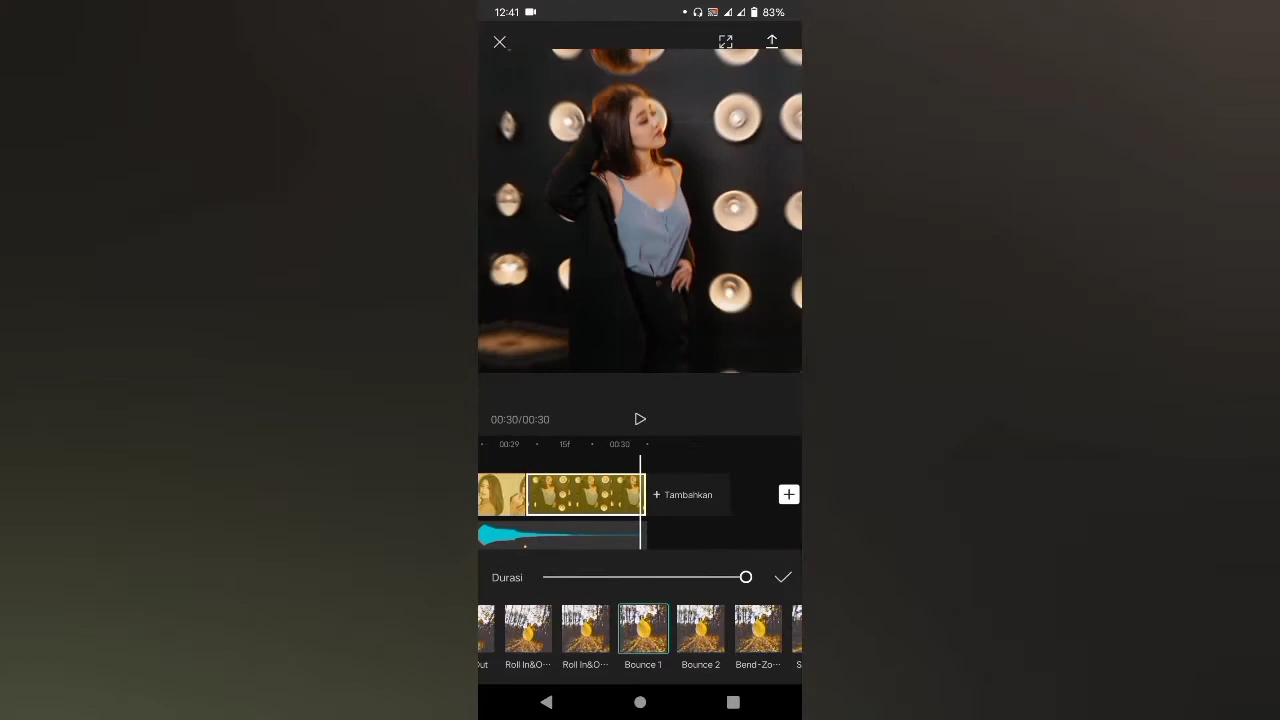 12:41
83%
00:30/00:30
00:29
15f
00:30
+ Tambahkan
Durasi
Roll In&O···
Roll In&O···
Bounce 1
Bounce 2
Bend-Zo···